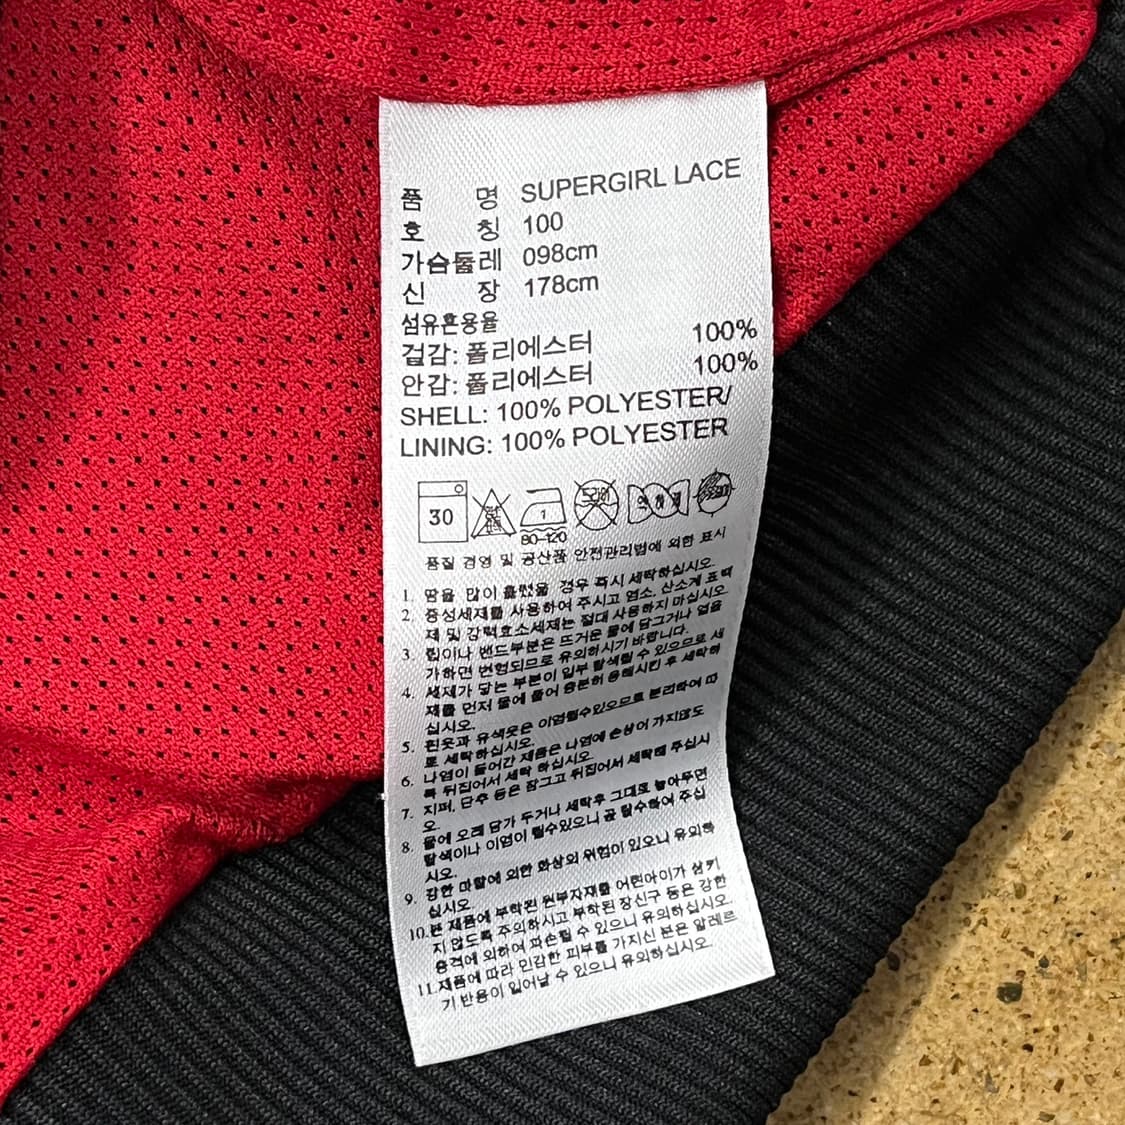 품 명 SUPERGIRL LACE
호 칭 100
가슴둘레 098cm
신 장 178cm
섬유혼용율
겉감: 폴리에스터 100%
안감: 폴리에스터 100%
SHELL: 100% POLYESTER/
LINING: 100% POLYESTER
30 1 80-120
품질 경영 및 공산품 안전관리법에 의한 표시
1. 땀을 많이 흘렸을 경우 즉시 세탁하십시오.
2. 중성세제를 사용하여 주시고 염소, 산소계 표백
제 및 강력효소세제는 절대 사용하지 마십시오.
3. 립이나 밴드부분은 뜨거운 물에 담그거나 열을
가하면 변형되므로 유의하시기 바랍니다.
4. 세제가 닿는 부분이 일부 탈색될 수 있으므로 세
제를 먼저 물에 풀어 충분히 용해시킨 후 세탁하
십시오.
5. 흰옷과 유색옷은 이염될수있으므로 분리하여 따
로 세탁하십시오.
6. 나염이 들어간 제품은 나염에 손상이 가지않도
록 뒤집어서 세탁 하십시오.
7. 지퍼, 단추 등은 잠그고 뒤집어서 세탁해 주십시
오.
8. 물에 오래 담가 두거나 세탁후 그대로 놓아두면
탈색이나 이염이 될수있으니 곧 탈수하여 주십
시오.
9. 강한 마찰에 의한 화상의 위험이 있으니 유의하
십시오.
10.본 제품에 부착된 원부자재를 어린아이가 삼키
지 않도록 주의하시고 부착된 장신구 등은 강한
충격에 의하여 파손될 수 있으니 유의하십시오.
11.제품에 따라 민감한 피부를 가지신 분은 알레르
기 반응이 일어날 수 있으니 유의하십시오.